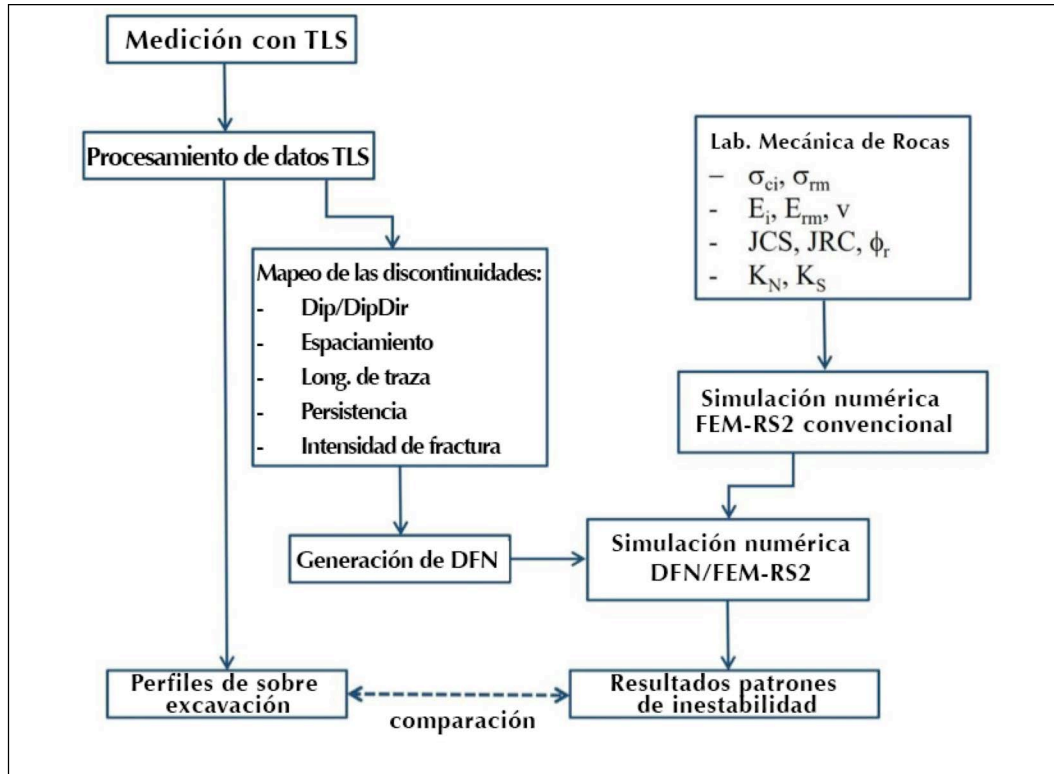 Medición con TLS
Procesamiento de datos TLS
Mapeo de las discontinuidades:
- Dip/DipDir
- Espaciamiento
- Long. de traza
- Persistencia
- Intensidad de fractura
Generación de DFN
Lab. Mecánica de Rocas
– σci, σrm
- Ei, Erm, v
- JCS, JRC, ϕr
- KN, KS
Simulación numérica
FEM-RS2 convencional
Simulación numérica
DFN/FEM-RS2
Perfiles de sobre
excavación
comparación
Resultados patrones
de inestabilidad